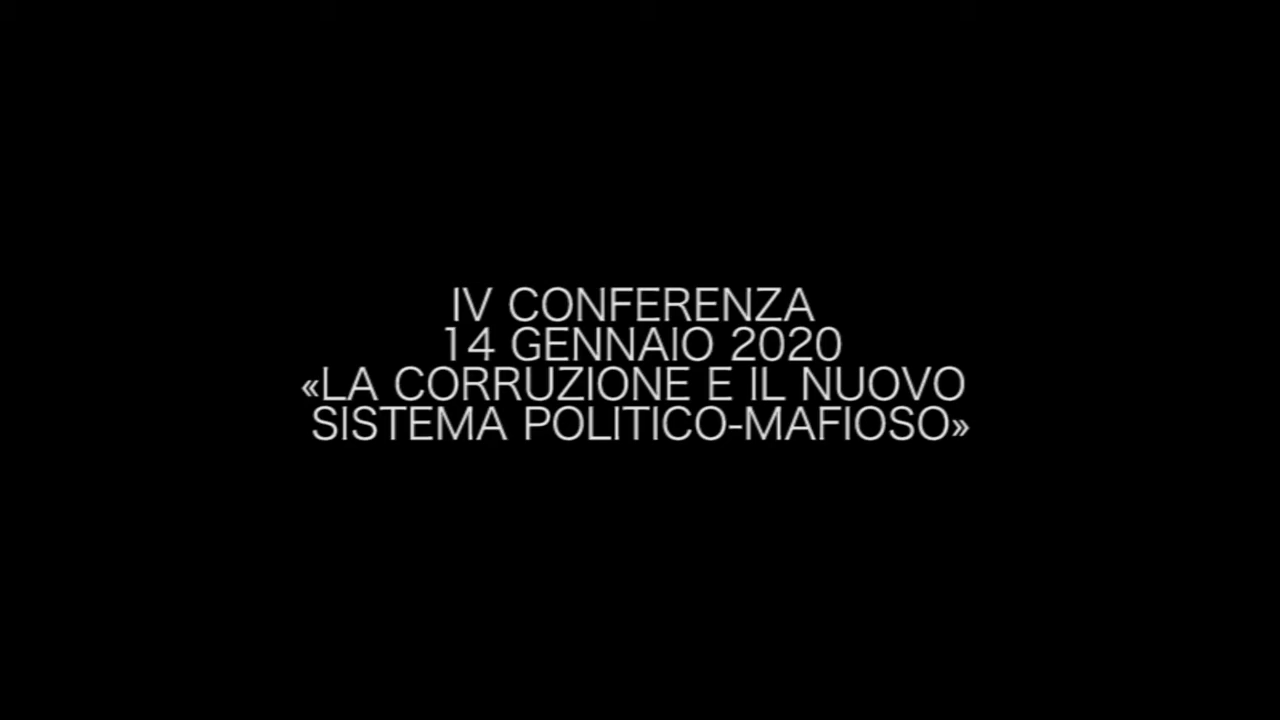 IV CONFERENZA
14 GENNAIO 2020
«LA CORRUZIONE E IL NUOVO
SISTEMA POLITICO-MAFIOSO»